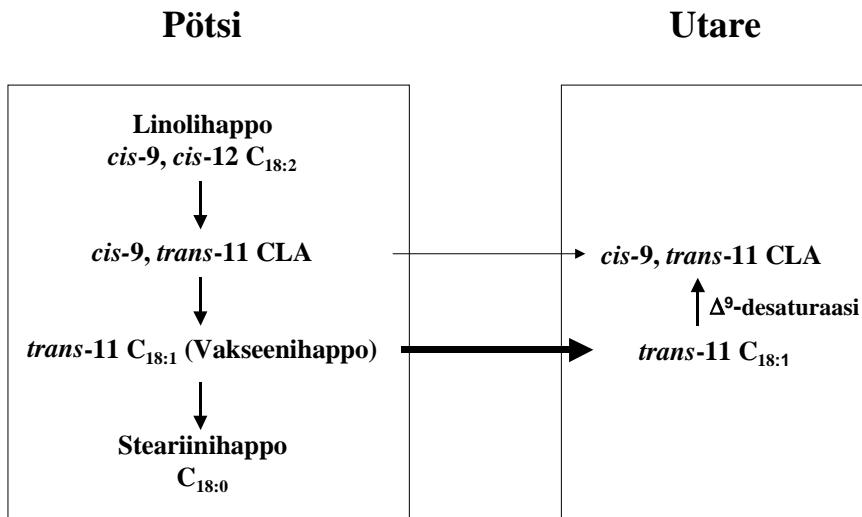 Pötsi
Utare
Linolihappo
cis-9, cis-12 C18:2
cis-9, trans-11 CLA
trans-11 C18:1 (Vakseenihappo)
Steariinihappo
C18:0
cis-9, trans-11 CLA
Δ9-desaturaasi
trans-11 C18:1